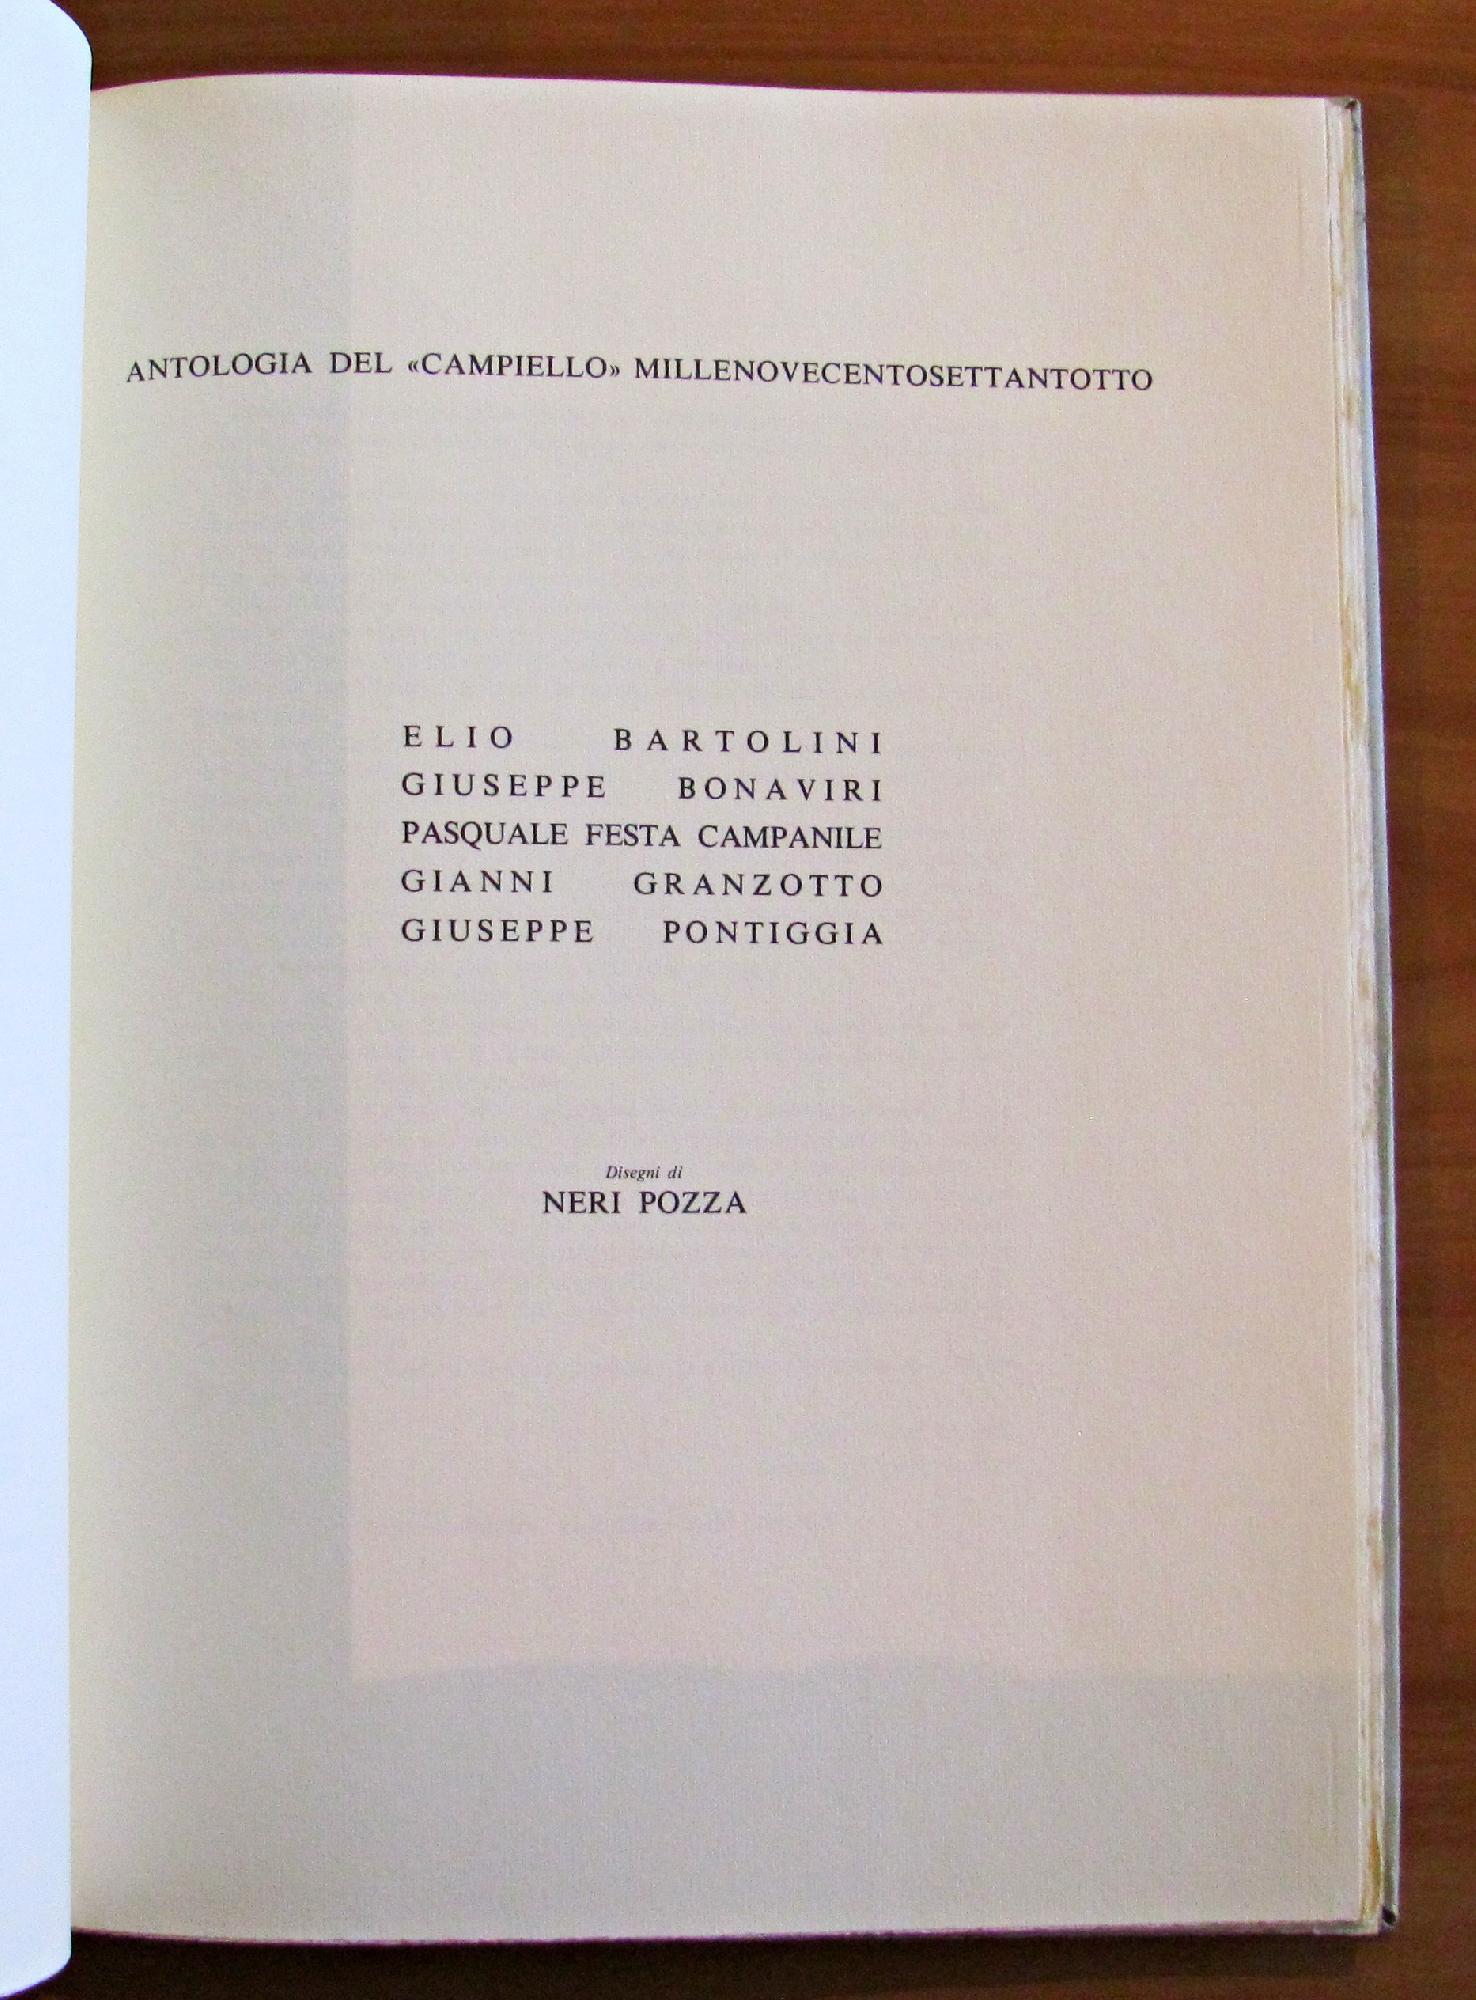 ANTOLOGIA DEL «CAMPIELLO» MILLENOVECENTOSETTANTOTTO
ELIO BARTOLINI
GIUSEPPE BONAVIRI
PASQUALE FESTA CAMPANILE
GIANNI GRANZOTTO
GIUSEPPE PONTIGGIA
Disegni di
NERI POZZA